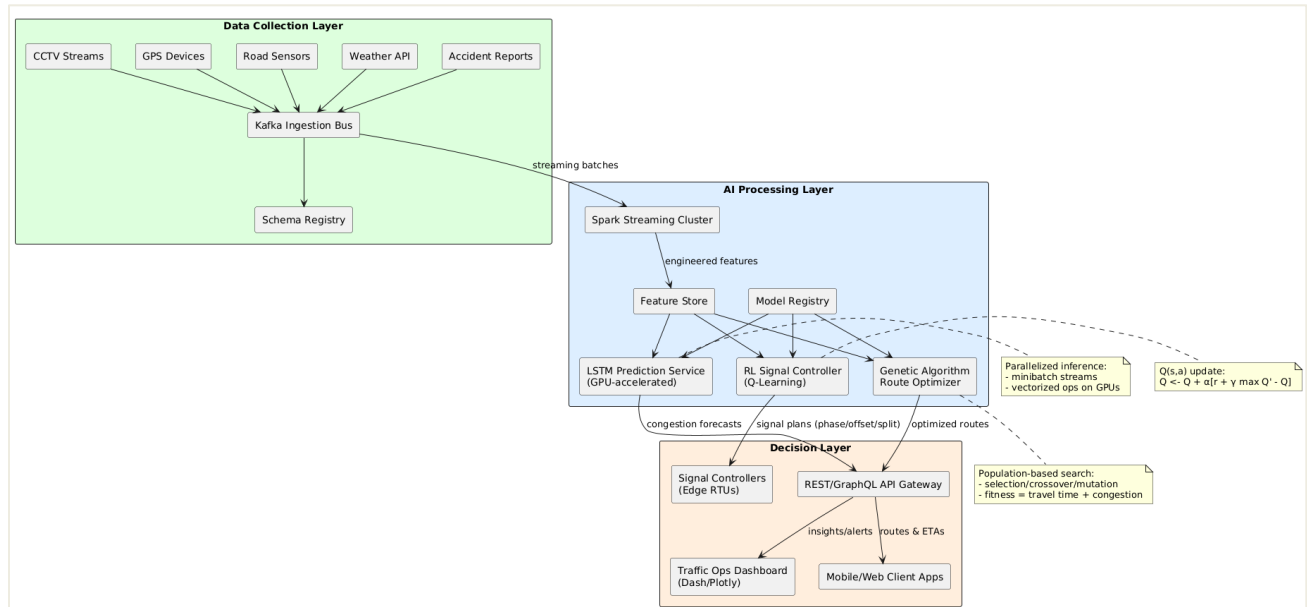 Data Collection Layer
CCTV Streams
GPS Devices
Road Sensors
Weather API
Accident Reports
Kafka Ingestion Bus
streaming batches
Schema Registry
AI Processing Layer
Spark Streaming Cluster
engineered features
Feature Store
Model Registry
LSTM Prediction Service
(GPU-accelerated)
RL Signal Controller
(Q-Learning)
Genetic Algorithm
Route Optimizer
Parallelized inference:
- minibatch streams
- vectorized ops on GPUs
Q(s,a) update:
Q <- Q + α[r + γ max Q' - Q]
congestion forecasts
signal plans (phase/offset/split)
optimized routes
Decision Layer
Signal Controllers
(Edge RTUs)
REST/GraphQL API Gateway
Population-based search:
- selection/crossover/mutation
- fitness = travel time + congestion
insights/alerts
routes & ETAs
Traffic Ops Dashboard
(Dash/Plotly)
Mobile/Web Client Apps